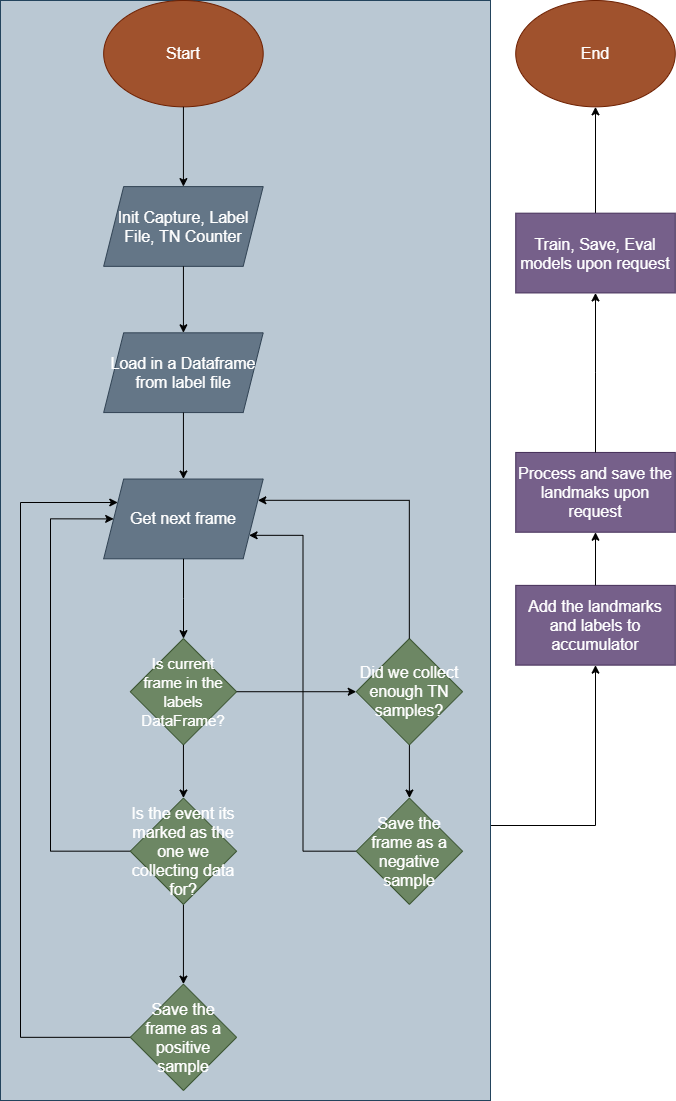 Start
Init Capture, Label
File, TN Counter
Load in a Dataframe
from label file
Get next frame
Is current
frame in the
labels
DataFrame?
Did we collect
enough TN
samples?
Is the event its
marked as the
one we
collecting data
for?
Save the
frame as a
negative
sample
Save the
frame as a
positive
sample
End
Train, Save, Eval
models upon request
Process and save the
landmaks upon
request
Add the landmarks
and labels to
accumulator